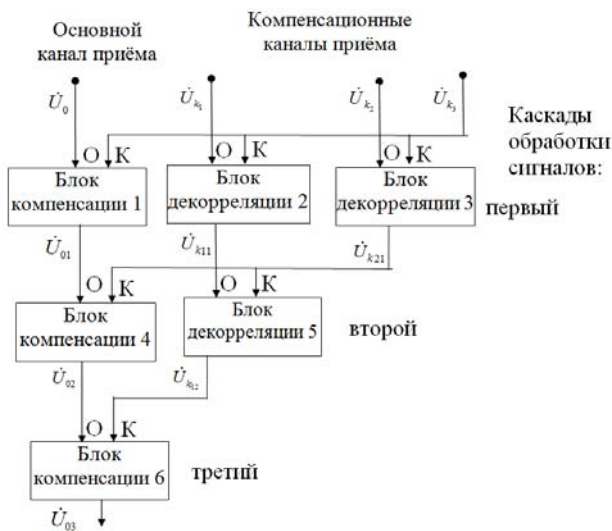 Основной
канал приёма
Компенсационные
каналы приёма
U̇₀
U̇ₖ₁
U̇ₖ₂
U̇ₖ₃
Каскады
обработки
сигналов:
О К
О К
О К
Блок
компенсации 1
Блок
декорреляции 2
Блок
декорреляции 3
первый
U̇₀₁
U̇ₖ₁₁
U̇ₖ₂₁
О К
О К
Блок
компенсации 4
Блок
декорреляции 5
второй
U̇₀₂
U̇ₖ₁₂
О К
Блок
компенсации 6
третий
U̇₀₃